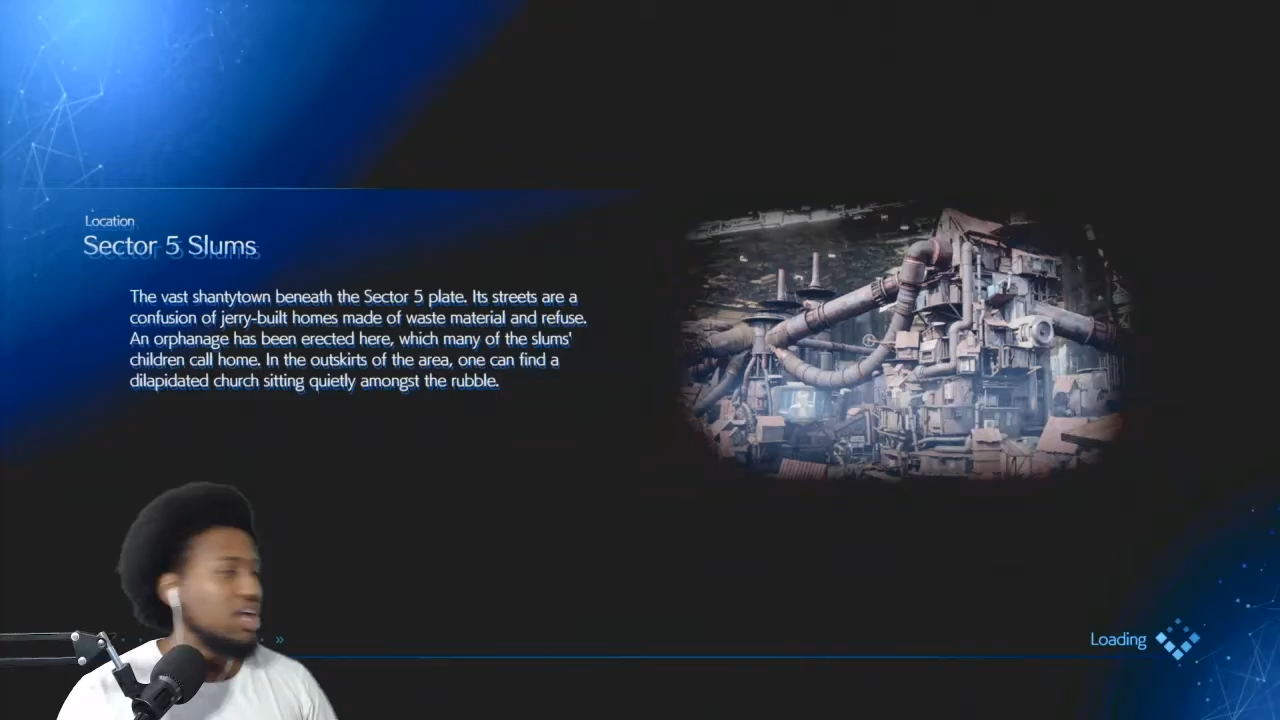 Location
Sector 5 Slums
The vast shantytown beneath the Sector 5 plate. Its streets are a
confusion of jerry-built homes made of waste material and refuse.
An orphanage has been erected here, which many of the slums'
children call home. In the outskirts of the area, one can find a
dilapidated church sitting quietly amongst the rubble.
Loading